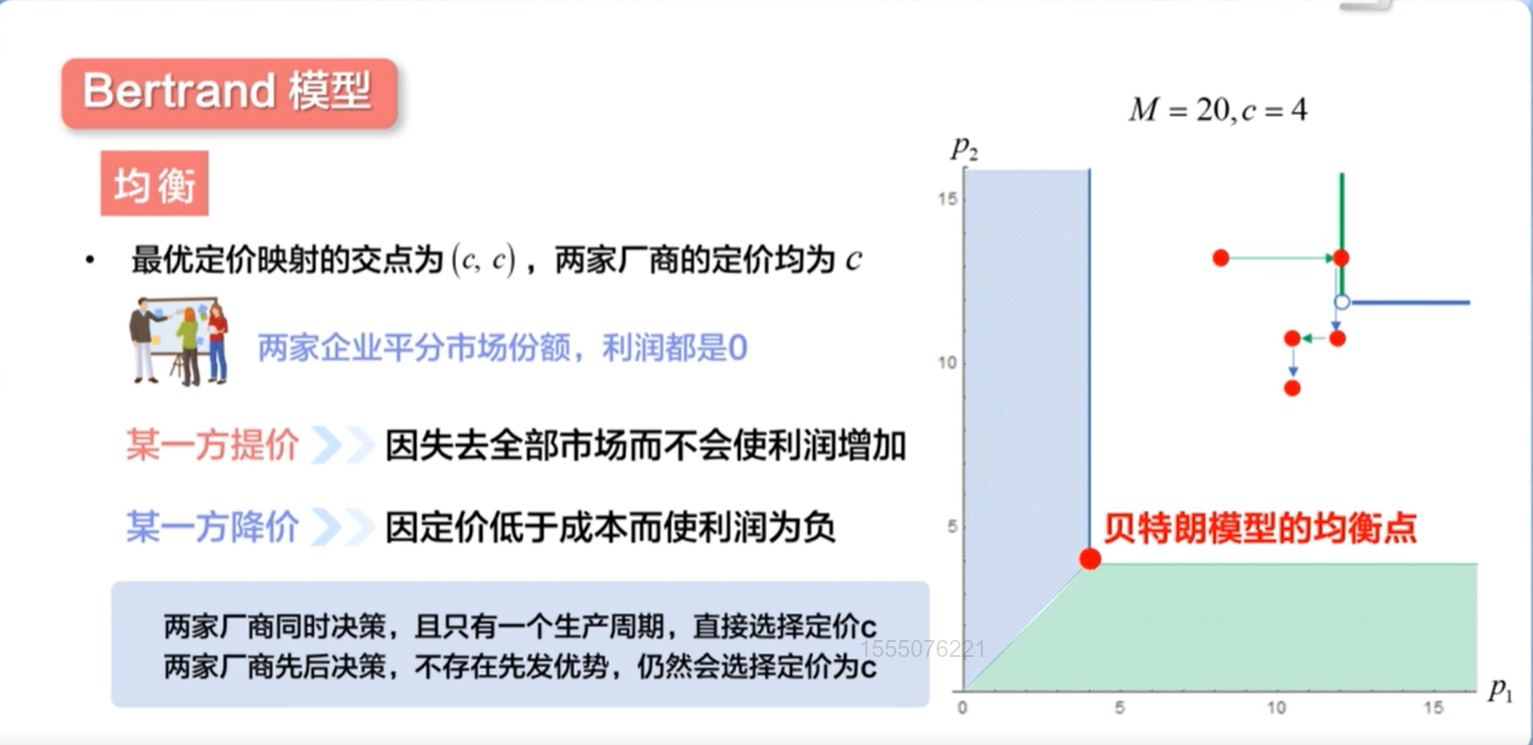 Bertrand 模型
均衡
• 最优定价映射的交点为 (c, c) ，两家厂商的定价均为 c
两家企业平分市场份额，利润都是0
某一方提价 因失去全部市场而不会使利润增加
某一方降价 因定价低于成本而使利润为负
两家厂商同时决策，且只有一个生产周期，直接选择定价c
两家厂商先后决策，不存在先发优势，仍然会选择定价为c
1555076221
M = 20, c = 4
p₂
15
10
5
贝特朗模型的均衡点
0 5 10 15
p₁